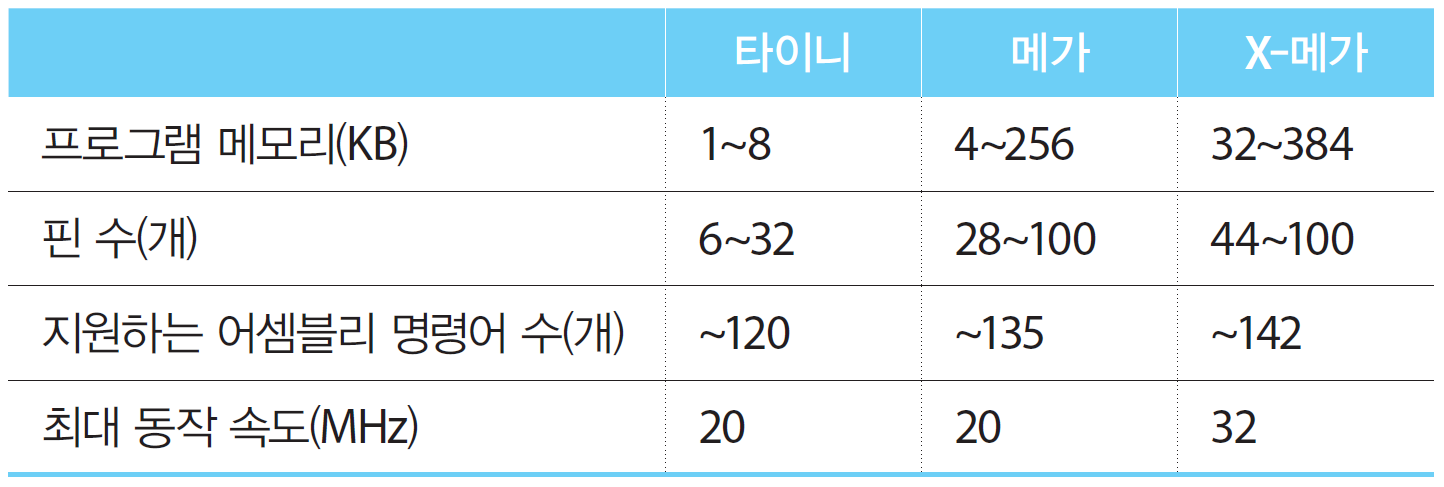 타이니 메가 X-메가
프로그램 메모리(KB) 1~8 4~256 32~384
핀 수(개) 6~32 28~100 44~100
지원하는 어셈블리 명령어 수(개) ~120 ~135 ~142
최대 동작 속도(MHz) 20 20 32